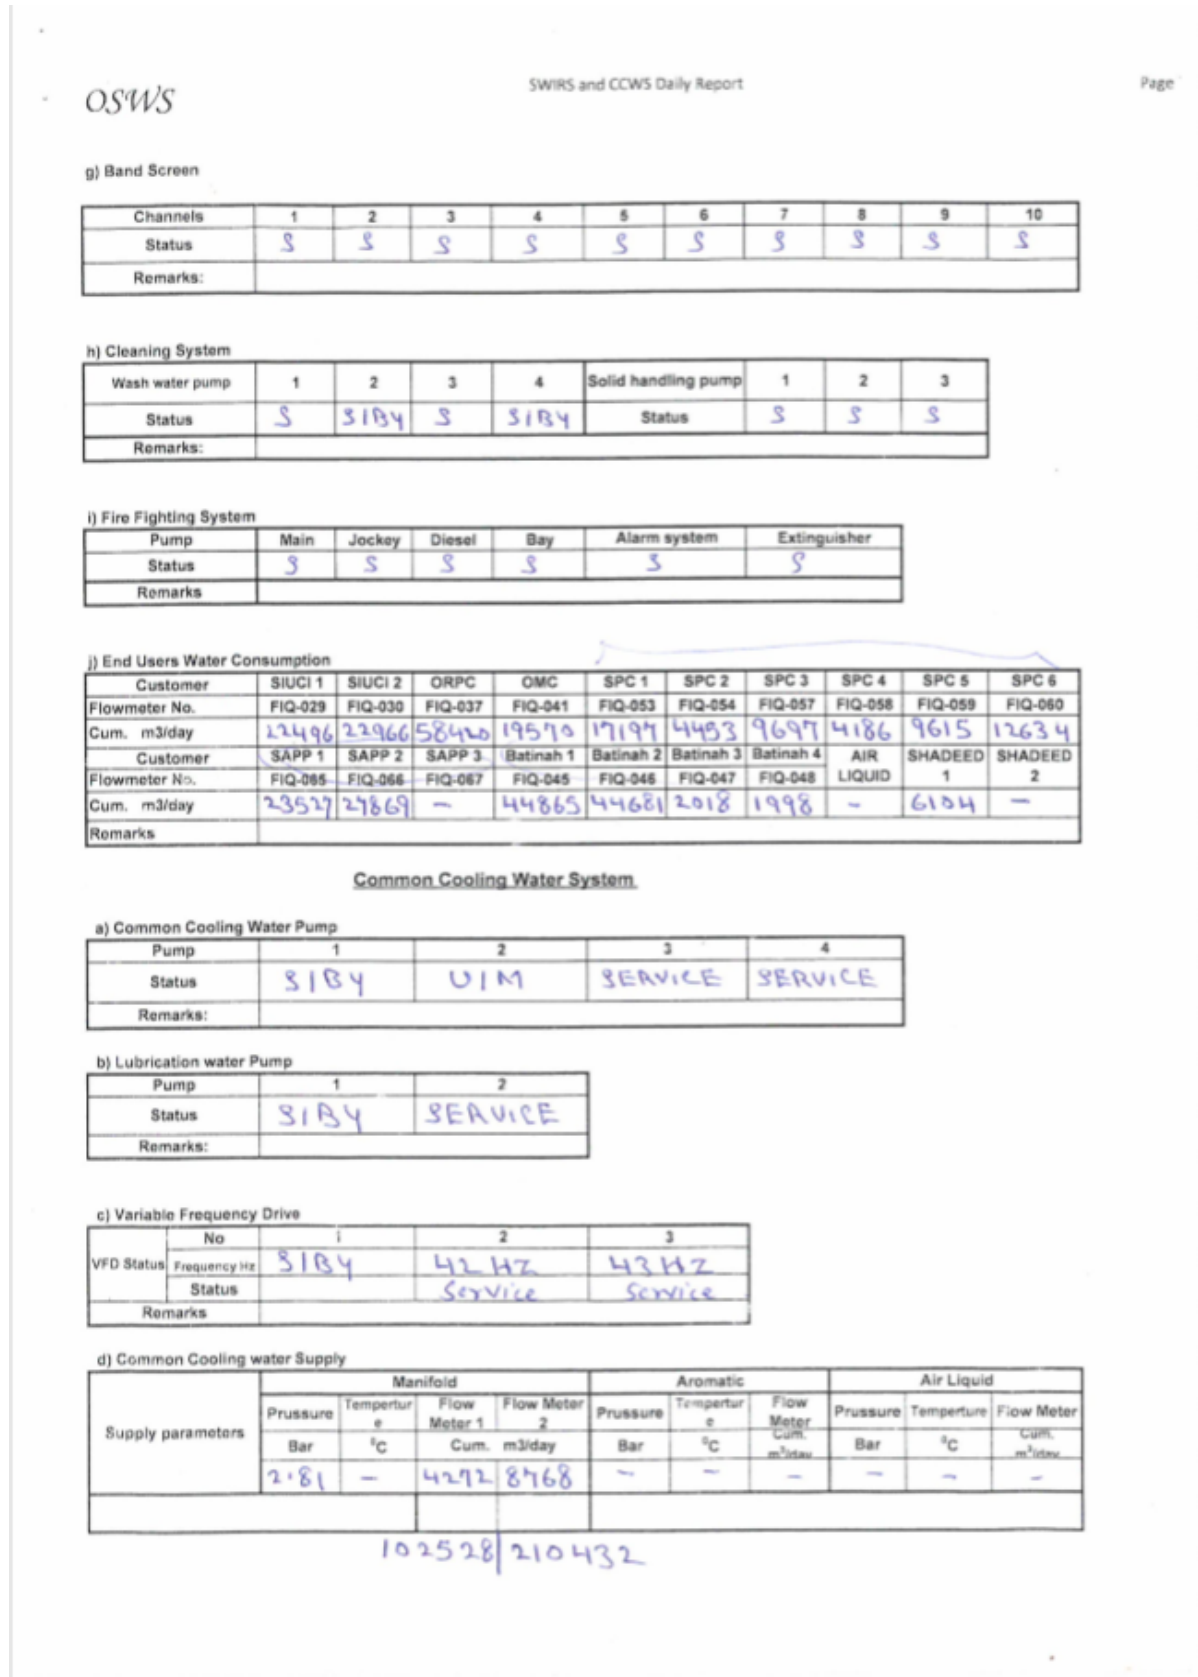 SWIRS and CCWS Daily Report
Page
OSWS
g) Band Screen
Channels 1 2 3 4 5 6 7 8 9 10
Status S S S S S S S S S S
Remarks:
h) Cleaning System
Wash water pump 1 2 3 4 Solid handling pump 1 2 3
Status S S/BY S S/BY Status S S S
Remarks:
i) Fire Fighting System
Pump Main Jockey Diesel Bay Alarm system Extinguisher
Status S S S S S S
Remarks
j) End Users Water Consumption
Customer SIUCI 1 SIUCI 2 ORPC OMC SPC 1 SPC 2 SPC 3 SPC 4 SPC 5 SPC 6
Flowmeter No. FIQ-029 FIQ-030 FIQ-037 FIQ-041 FIQ-053 FIQ-054 FIQ-057 FIQ-058 FIQ-059 FIQ-060
Cum. m3/day 22496 22966 58420 19570 17197 4493 9697 4186 9615 12634
Customer SAPP 1 SAPP 2 SAPP 3 Batinah 1 Batinah 2 Batinah 3 Batinah 4 AIR LIQUID SHADEED 1 SHADEED 2
Flowmeter No. FIQ-065 FIQ-066 FIQ-067 FIQ-045 FIQ-046 FIQ-047 FIQ-048
Cum. m3/day 23527 27869 - 44865 44681 2018 1998 - 6104 -
Remarks
Common Cooling Water System
a) Common Cooling Water Pump
Pump 1 2 3 4
Status S/BY U/M SERVICE SERVICE
Remarks:
b) Lubrication water Pump
Pump 1 2
Status S/BY SERVICE
Remarks:
c) Variable Frequency Drive
No 1 2 3
VFD Status Frequency Hz S/BY 42 HZ 43 HZ
Status Service Service
Remarks
d) Common Cooling water Supply
Manifold Aromatic Air Liquid
Supply parameters Prussure Tempertur e Flow Meter 1 Flow Meter 2 Prussure Tempertur e Flow Meter Prussure Temperture Flow Meter
Bar ⁰C Cum. m3/day Bar ⁰C Cum. m³/day Bar ⁰C Cum. m³/day
2.81 - 4272 8768 - - - - - -
102528 210432